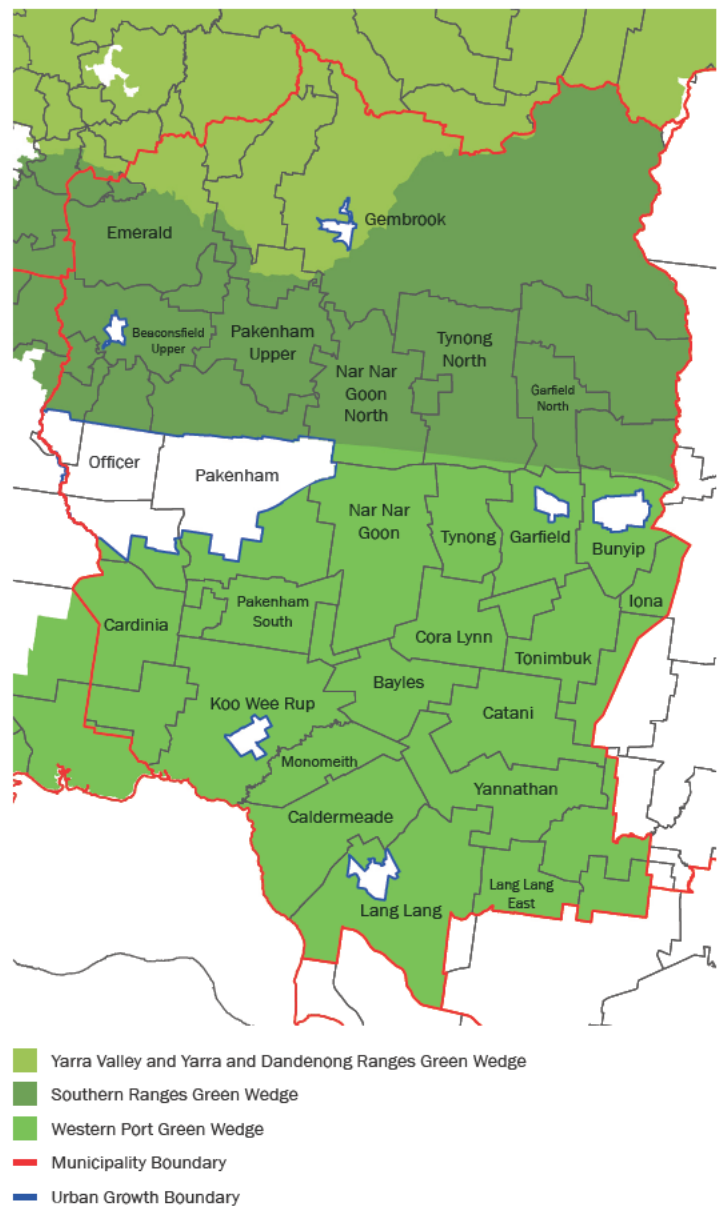 Gembrook
Emerald
Beaconsfield
Upper
Pakenham
Upper
Tynong
North
Nar Nar
Goon
North
Garfield
North
Officer
Pakenham
Nar Nar
Goon
Tynong
Garfield
Bunyip
Iona
Pakenham
South
Cardinia
Cora Lynn
Tonimbuk
Bayles
Koo Wee Rup
Catani
Monomeith
Yannathan
Caldermeade
Lang Lang
East
Lang Lang
Yarra Valley and Yarra and Dandenong Ranges Green Wedge
Southern Ranges Green Wedge
Western Port Green Wedge
Municipality Boundary
Urban Growth Boundary